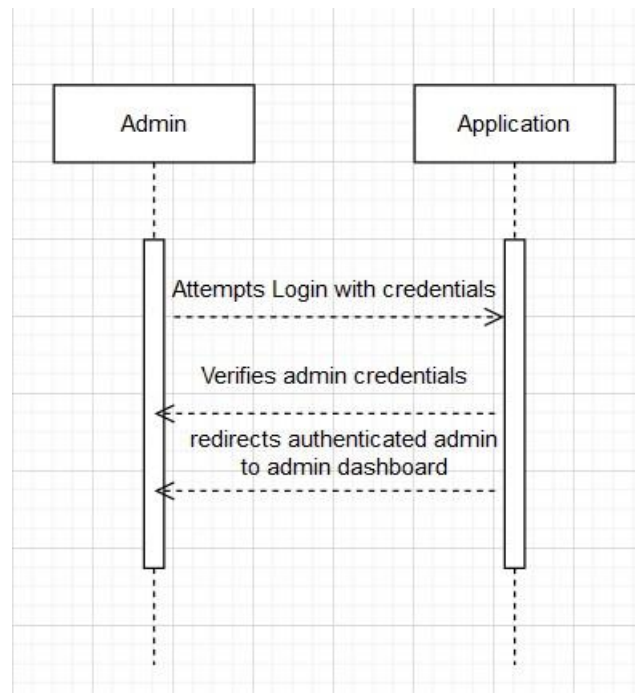 Admin
Application
Attempts Login with credentials
Verifies admin credentials
redirects authenticated admin
to admin dashboard